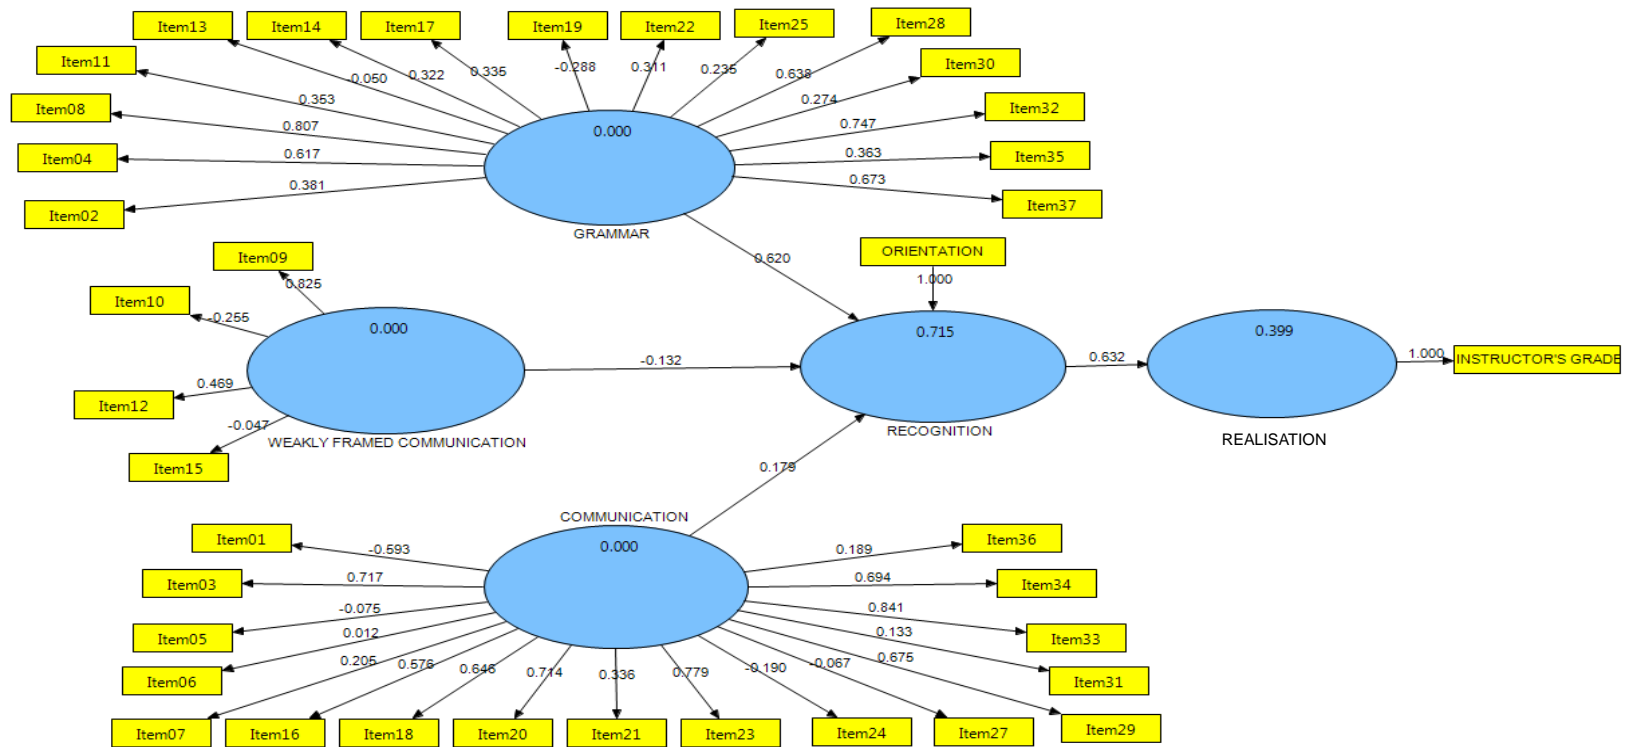 Item13
Item14
Item17
Item19
Item22
Item25
Item28
Item11
Item30
Item08
Item32
Item04
Item35
Item02
Item37
-0.050
0.322
0.335
-0.288
0.311
0.235
0.638
0.353
0.274
0.807
0.747
0.617
0.363
0.381
0.673
0.000
GRAMMAR
0.620
ORIENTATION
1.000
Item09
0.825
Item10
-0.255
0.000
Item12
0.469
Item15
-0.047
WEAKLY FRAMED COMMUNICATION
-0.132
0.715
RECOGNITION
0.632
0.399
REALISATION
1.000
INSTRUCTOR'S GRADE
0.179
COMMUNICATION
0.000
Item01
-0.593
Item03
0.717
Item05
-0.075
Item06
0.012
Item07
0.205
Item16
0.576
Item18
0.646
Item20
0.714
Item21
0.336
Item23
0.779
Item24
-0.190
Item27
-0.067
Item29
0.675
Item31
0.133
Item33
0.841
Item34
0.694
Item36
0.189